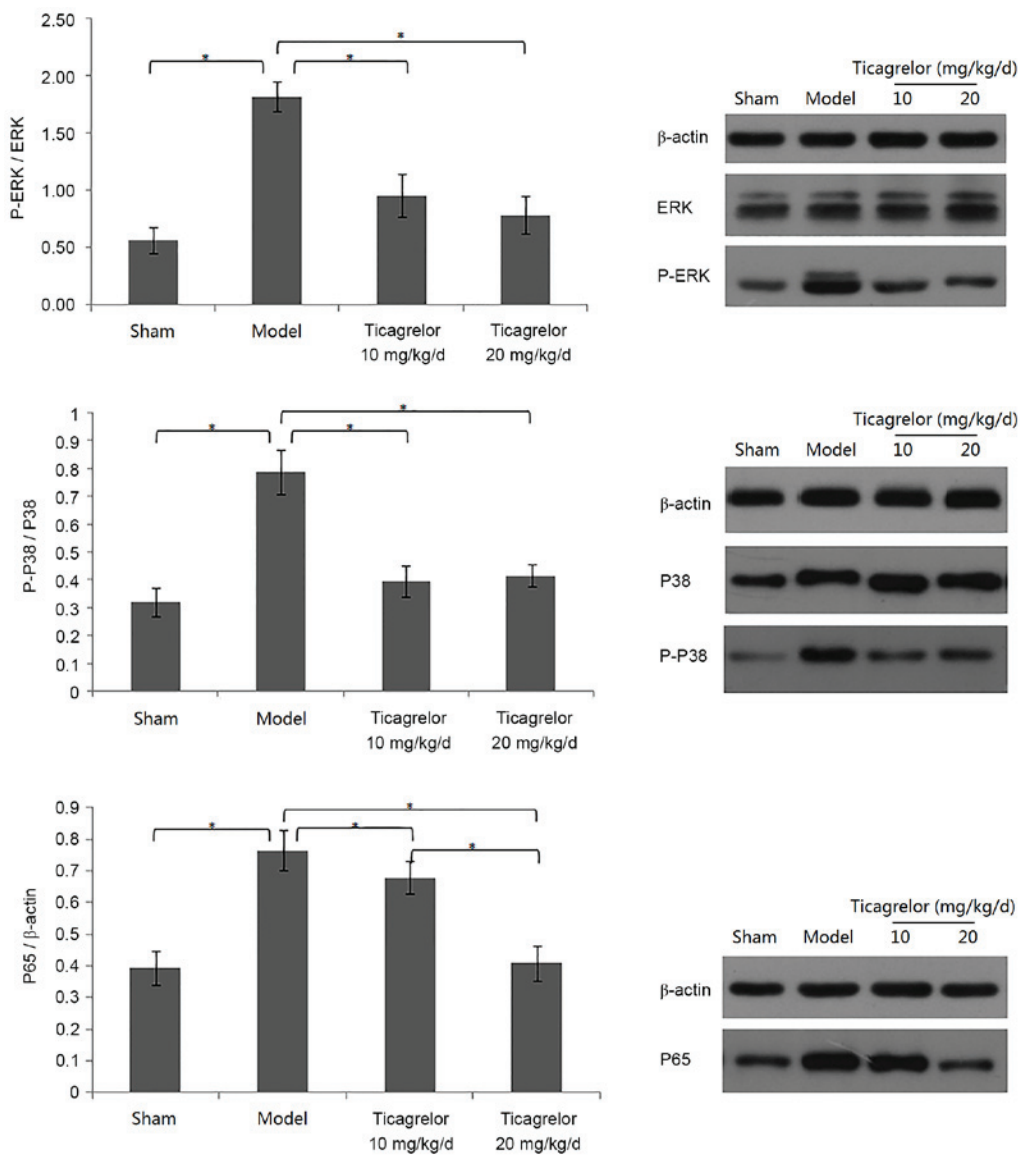 2.50
2.00
1.50
1.00
0.50
0.00
P-ERK / ERK
*
*
*
Sham
Model
Ticagrelor
10 mg/kg/d
Ticagrelor
20 mg/kg/d
Ticagrelor (mg/kg/d)
Sham Model 10 20
β-actin
ERK
P-ERK
1
0.9
0.8
0.7
0.6
0.5
0.4
0.3
0.2
0.1
0
P-P38 / P38
*
*
*
Sham
Model
Ticagrelor
10 mg/kg/d
Ticagrelor
20 mg/kg/d
Ticagrelor (mg/kg/d)
Sham Model 10 20
β-actin
P38
P-P38
0.9
0.8
0.7
0.6
0.5
0.4
0.3
0.2
0.1
0
P65 / β-actin
*
*
*
*
Sham
Model
Ticagrelor
10 mg/kg/d
Ticagrelor
20 mg/kg/d
Ticagrelor (mg/kg/d)
Sham Model 10 20
β-actin
P65